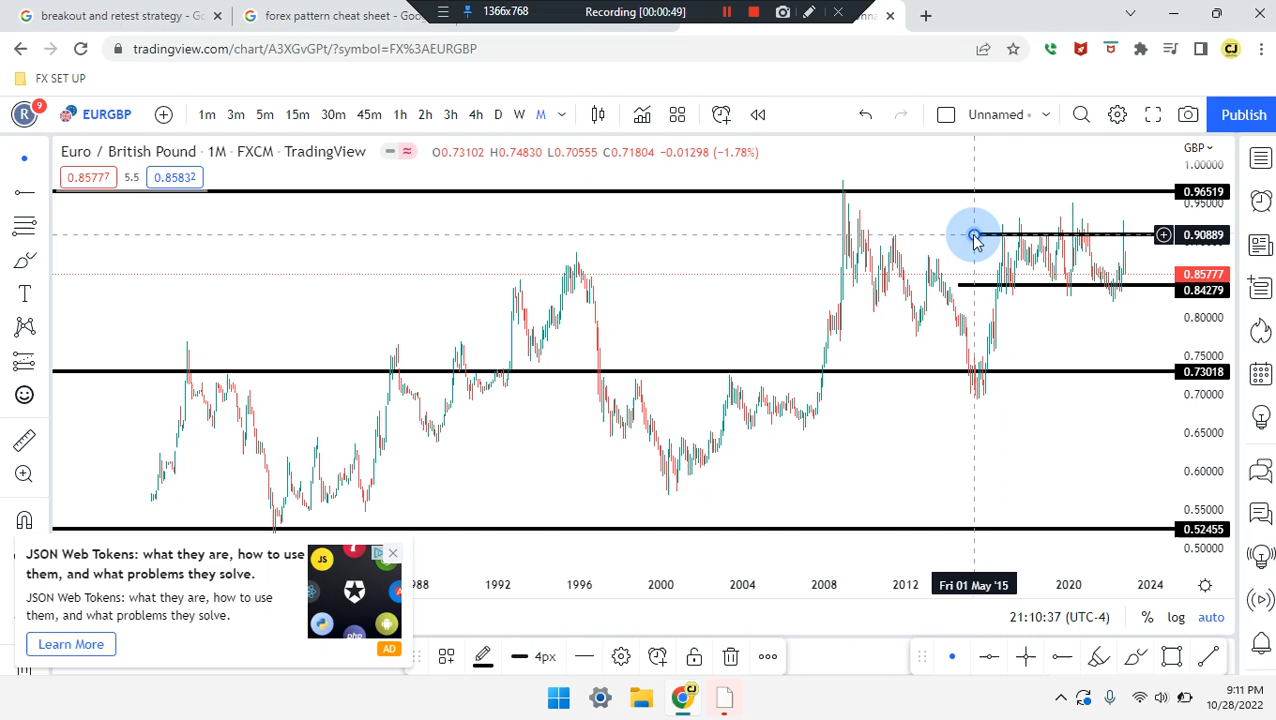 breakout and retest strategy -
forex pattern cheat sheet - Goog
1366x768
Recording [00:00:49]
tradingview.com/chart/A3XGvGPt/?symbol=FX%3AEURGBP
FX SET UP
R
9
EURGBP
1m 3m 5m 15m 30m 45m 1h 2h 3h 4h D W M
Unnamed
Publish
Euro / British Pound · 1M · FXCM · TradingView
O0.73102 H0.74830 L0.70555 C0.71804 -0.01298 (-1.78%)
GBP
0.85777 5.5 0.85832
1.00000
0.96519
0.95000
0.90889
0.85777
0.84279
0.80000
0.75000
0.73018
0.70000
0.65000
0.60000
0.55000
0.52455
0.50000
JSON Web Tokens: what they are, how to use
them, and what problems they solve.
JSON Web Tokens: what they are, how to use
them, and what problems they solve.
Learn More
JS
php
AD
988 1992 1996 2000 2004 2008 2012 Fri 01 May '15 2020 2024
21:10:37 (UTC-4) % log auto
4px
CJ
9:11 PM
10/28/2022